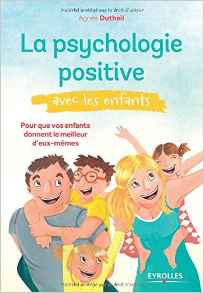 Agnès Dutheil
La psychologie
positive
avec les enfants
Pour que vos enfants
donnent le meilleur
d'eux-mêmes
EYROLLES